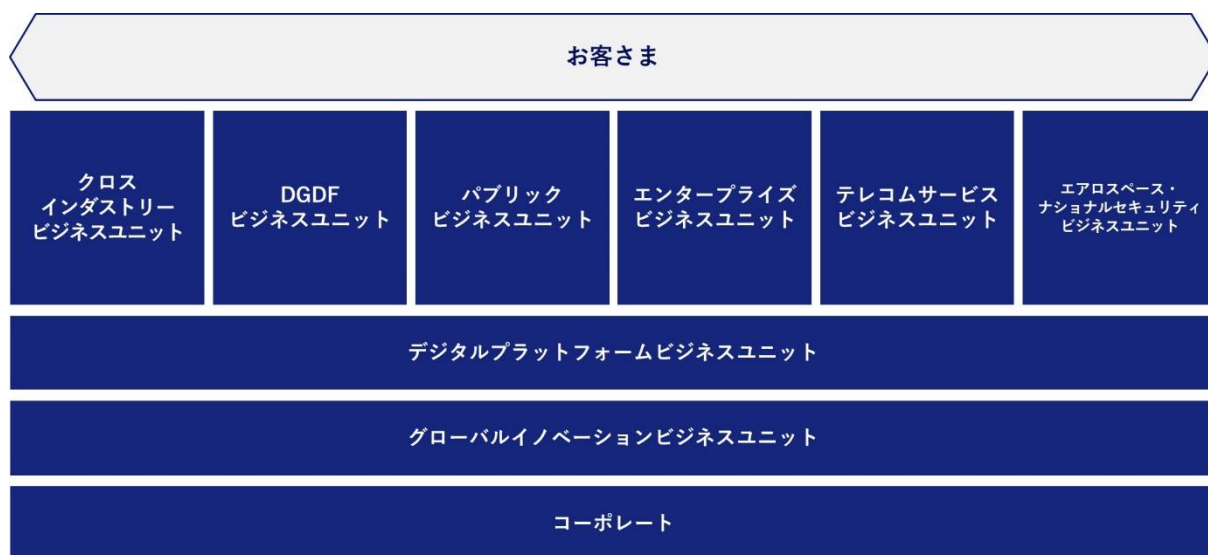 お客さま
クロス
インダストリー
ビジネスユニット
DGDF
ビジネスユニット
パブリック
ビジネスユニット
エンタープライズ
ビジネスユニット
テレコムサービス
ビジネスユニット
エアロスペース・
ナショナルセキュリティ
ビジネスユニット
デジタルプラットフォームビジネスユニット
グローバルイノベーションビジネスユニット
コーポレート